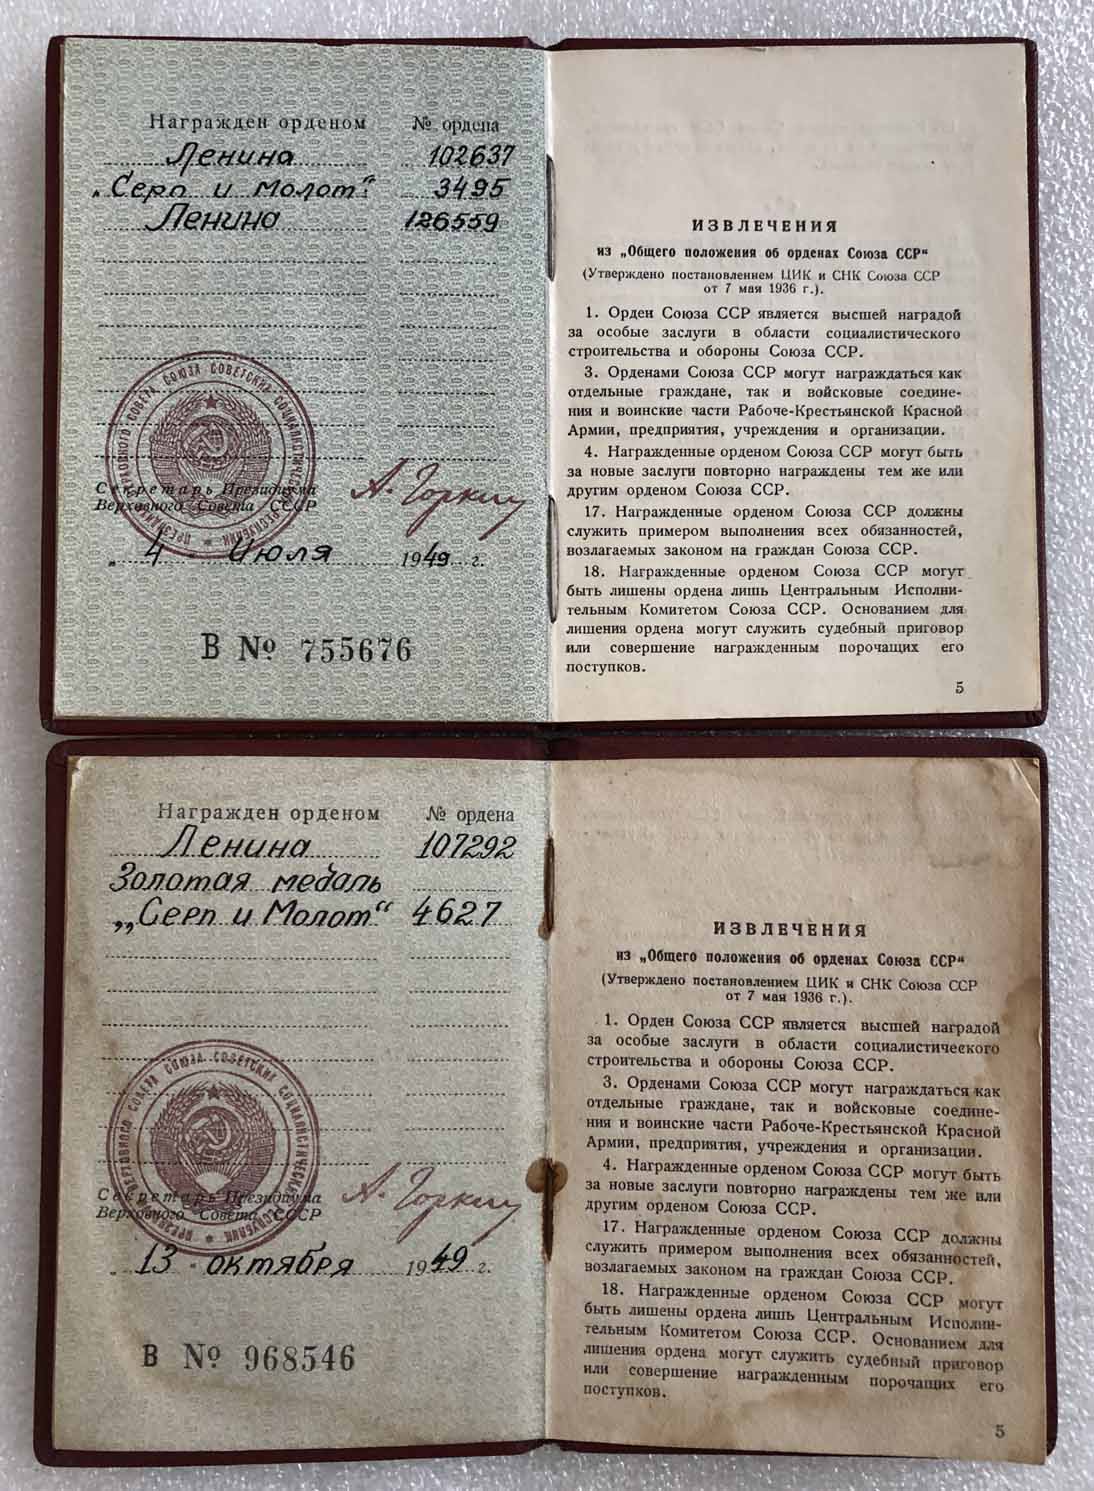 Награжден орденом № ордена
Ленина 102637
„Серп и молот“ 3495
Ленина 126559
ПРЕЗИДИУМ ВЕРХОВНОГО СОВЕТА СОЮЗА СОВЕТСКИХ СОЦИАЛИСТИЧЕСКИХ РЕСПУБЛИК
Секретарь Президиума
Верховного Совета СССР
А. Горкин
„ 4 " Июля 1949 г.
В № 755676
ИЗВЛЕЧЕНИЯ
из „Общего положения об орденах Союза ССР“
(Утверждено постановлением ЦИК и СНК Союза ССР
от 7 мая 1936 г.).
1. Орден Союза ССР является высшей наградой
за особые заслуги в области социалистического
строительства и обороны Союза ССР.
3. Орденами Союза ССР могут награждаться как
отдельные граждане, так и войсковые соедине-
ния и воинские части Рабоче-Крестьянской Красной
Армии, предприятия, учреждения и организации.
4. Награжденные орденом Союза ССР могут быть
за новые заслуги повторно награждены тем же или
другим орденом Союза ССР.
17. Награжденные орденом Союза ССР должны
служить примером выполнения всех обязанностей,
возлагаемых законом на граждан Союза ССР.
18. Награжденные орденом Союза ССР могут
быть лишены ордена лишь Центральным Исполни-
тельным Комитетом Союза ССР. Основанием для
лишения ордена могут служить судебный приговор
или совершение награжденным порочащих его
поступков.
5
Награжден орденом № ордена
Ленина 107292
Золотая медаль
„Серп и Молот“ 4627
ПРЕЗИДИУМ ВЕРХОВНОГО СОВЕТА СОЮЗА СОВЕТСКИХ СОЦИАЛИСТИЧЕСКИХ РЕСПУБЛИК
Секретарь Президиума
Верховного Совета СССР
А. Горкин
„ 13 " октября 1949 г.
В № 968546
ИЗВЛЕЧЕНИЯ
из „Общего положения об орденах Союза ССР“
(Утверждено постановлением ЦИК и СНК Союза ССР
от 7 мая 1936 г.).
1. Орден Союза ССР является высшей наградой
за особые заслуги в области социалистического
строительства и обороны Союза ССР.
3. Орденами Союза ССР могут награждаться как
отдельные граждане, так и войсковые соедине-
ния и воинские части Рабоче-Крестьянской Красной
Армии, предприятия, учреждения и организации.
4. Награжденные орденом Союза ССР могут быть
за новые заслуги повторно награждены тем же или
другим орденом Союза ССР.
17. Награжденные орденом Союза ССР должны
служить примером выполнения всех обязанностей,
возлагаемых законом на граждан Союза ССР.
18. Награжденные орденом Союза ССР могут
быть лишены ордена лишь Центральным Исполни-
тельным Комитетом Союза ССР. Основанием для
лишения ордена могут служить судебный приговор
или совершение награжденным порочащих его
поступков.
5